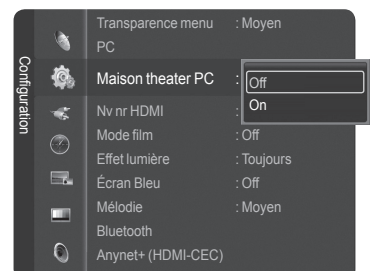 Configuration
Transparence menu : Moyen
PC
Maison theater PC :
Off
On
Nv nr HDMI :
Mode film : Off
Effet lumière : Toujours
Écran Bleu : Off
Mélodie : Moyen
Bluetooth
Anynet+ (HDMI-CEC)